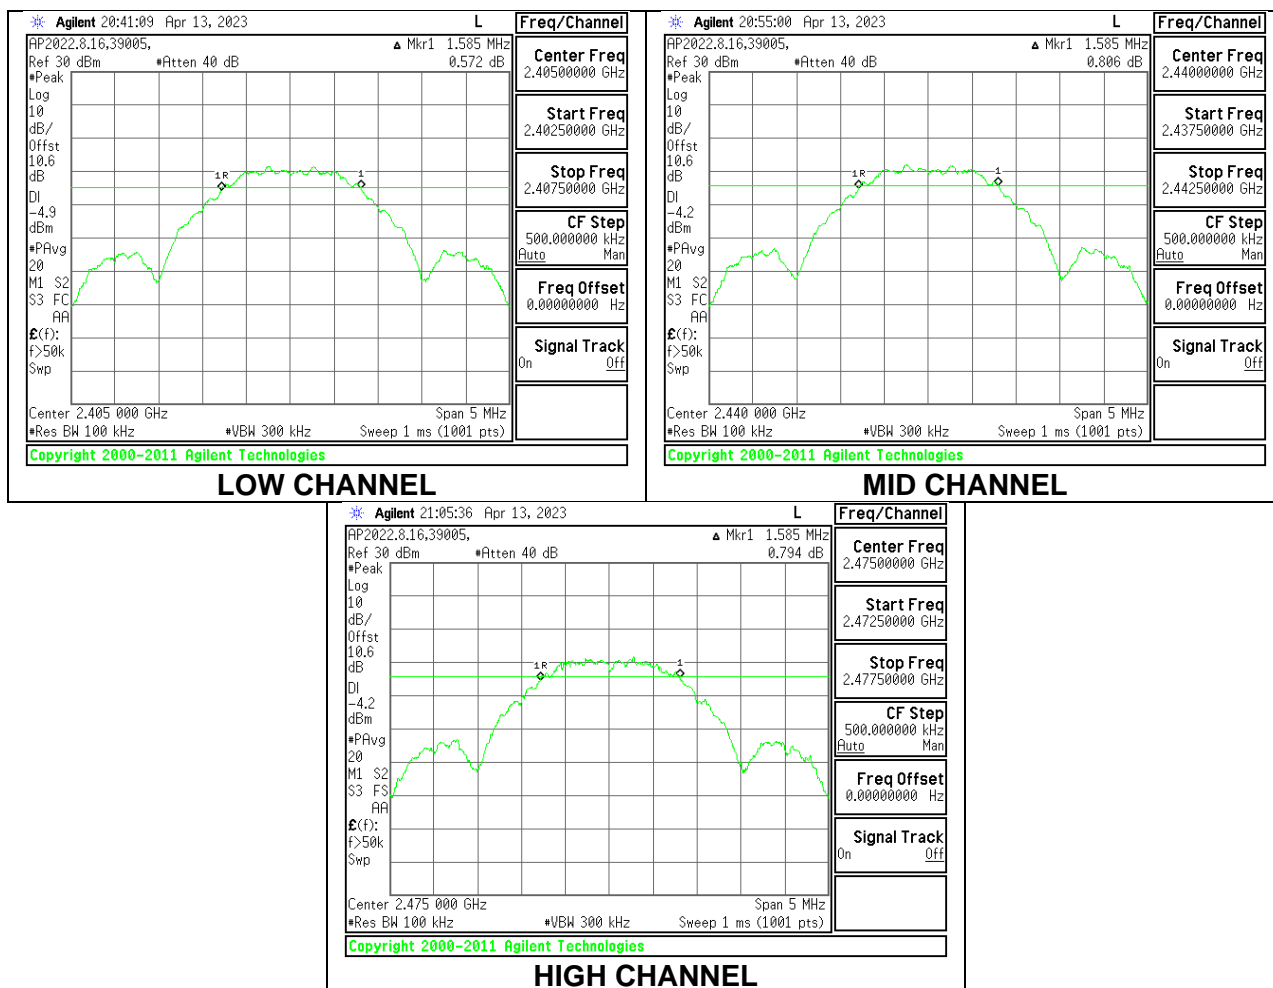 Agilent 20:41:09 Apr 13, 2023 L Freq/Channel
AP2022.8.16,39005, Δ Mkr1 1.585 MHz
Ref 30 dBm #Atten 40 dB 0.572 dB
#Peak
Log
10
dB/
Offst
10.6
dB
DI
-4.9
dBm
#PAvg
20
M1 S2
S3 FC
AA
£(f):
f>50k
Swp
1R
1
Center 2.405 000 GHz Span 5 MHz
#Res BW 100 kHz #VBW 300 kHz Sweep 1 ms (1001 pts)
Copyright 2000-2011 Agilent Technologies
Center Freq
2.40500000 GHz
Start Freq
2.40250000 GHz
Stop Freq
2.40750000 GHz
CF Step
500.000000 kHz
Auto Man
Freq Offset
0.00000000 Hz
Signal Track
On Off
LOW CHANNEL
Agilent 20:55:00 Apr 13, 2023 L Freq/Channel
AP2022.8.16,39005, Δ Mkr1 1.585 MHz
Ref 30 dBm #Atten 40 dB 0.806 dB
#Peak
Log
10
dB/
Offst
10.6
dB
DI
-4.2
dBm
#PAvg
20
M1 S2
S3 FC
AA
£(f):
f>50k
Swp
1R
1
Center 2.440 000 GHz Span 5 MHz
#Res BW 100 kHz #VBW 300 kHz Sweep 1 ms (1001 pts)
Copyright 2000-2011 Agilent Technologies
Center Freq
2.44000000 GHz
Start Freq
2.43750000 GHz
Stop Freq
2.44250000 GHz
CF Step
500.000000 kHz
Auto Man
Freq Offset
0.00000000 Hz
Signal Track
On Off
MID CHANNEL
Agilent 21:05:36 Apr 13, 2023 L Freq/Channel
AP2022.8.16,39005, Δ Mkr1 1.585 MHz
Ref 30 dBm #Atten 40 dB 0.794 dB
#Peak
Log
10
dB/
Offst
10.6
dB
DI
-4.2
dBm
#PAvg
20
M1 S2
S3 FS
AA
£(f):
f>50k
Swp
1R
1
Center 2.475 000 GHz Span 5 MHz
#Res BW 100 kHz #VBW 300 kHz Sweep 1 ms (1001 pts)
Copyright 2000-2011 Agilent Technologies
Center Freq
2.47500000 GHz
Start Freq
2.47250000 GHz
Stop Freq
2.47750000 GHz
CF Step
500.000000 kHz
Auto Man
Freq Offset
0.00000000 Hz
Signal Track
On Off
HIGH CHANNEL